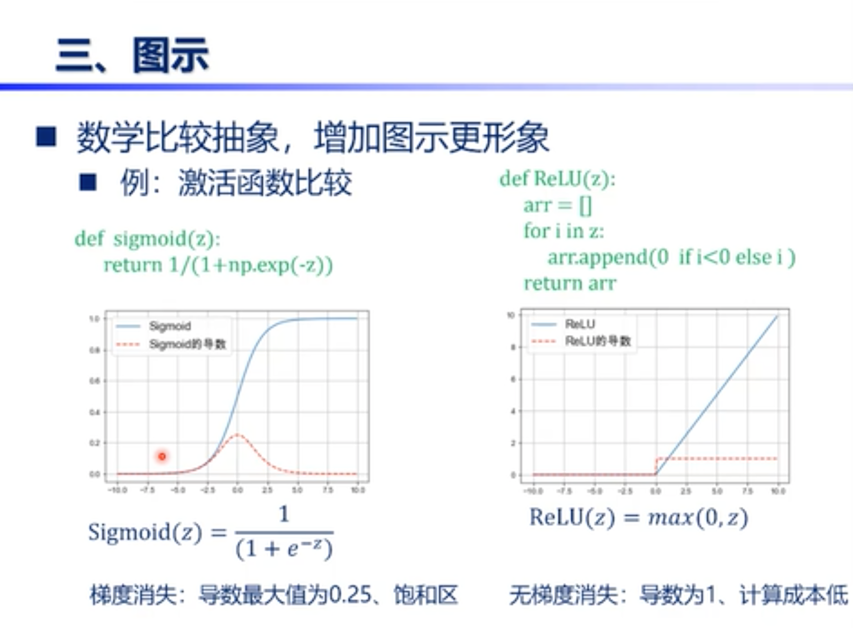 三、图示
■ 数学比较抽象，增加图示更形象
■ 例：激活函数比较
def sigmoid(z):
return 1/(1+np.exp(-z))
1.0
0.8
0.6
0.4
0.2
0.0
Sigmoid
Sigmoid的导数
-10.0 -7.5 -5.0 -2.5 0.0 2.5 5.0 7.5 10.0
Sigmoid(z) = 1/(1 + e^{-z})
梯度消失：导数最大值为0.25、饱和区
def ReLU(z):
arr = []
for i in z:
arr.append(0 if i<0 else i )
return arr
10
8
6
4
2
0
ReLU
ReLU的导数
-10.0 -7.5 -5.0 -2.5 0.0 2.5 5.0 7.5 10.0
ReLU(z) = max(0, z)
无梯度消失：导数为1、计算成本低